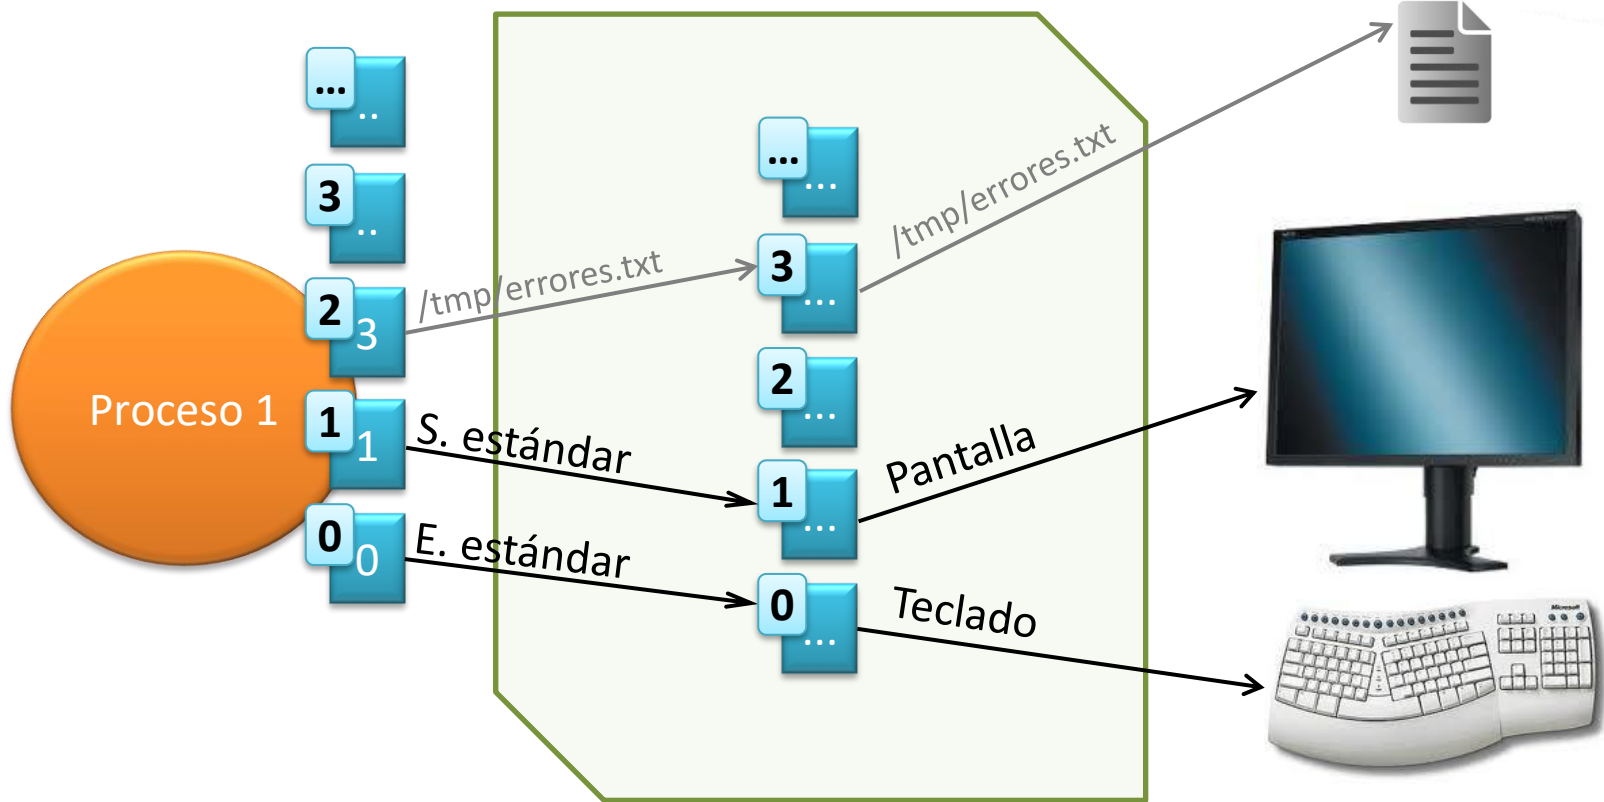 ...
..
3
..
2
3
/tmp/errores.txt
Proceso 1
1
1
S. estándar
0
0
E. estándar
...
...
3
...
/tmp/errores.txt
2
...
1
...
Pantalla
0
...
Teclado
Microsoft